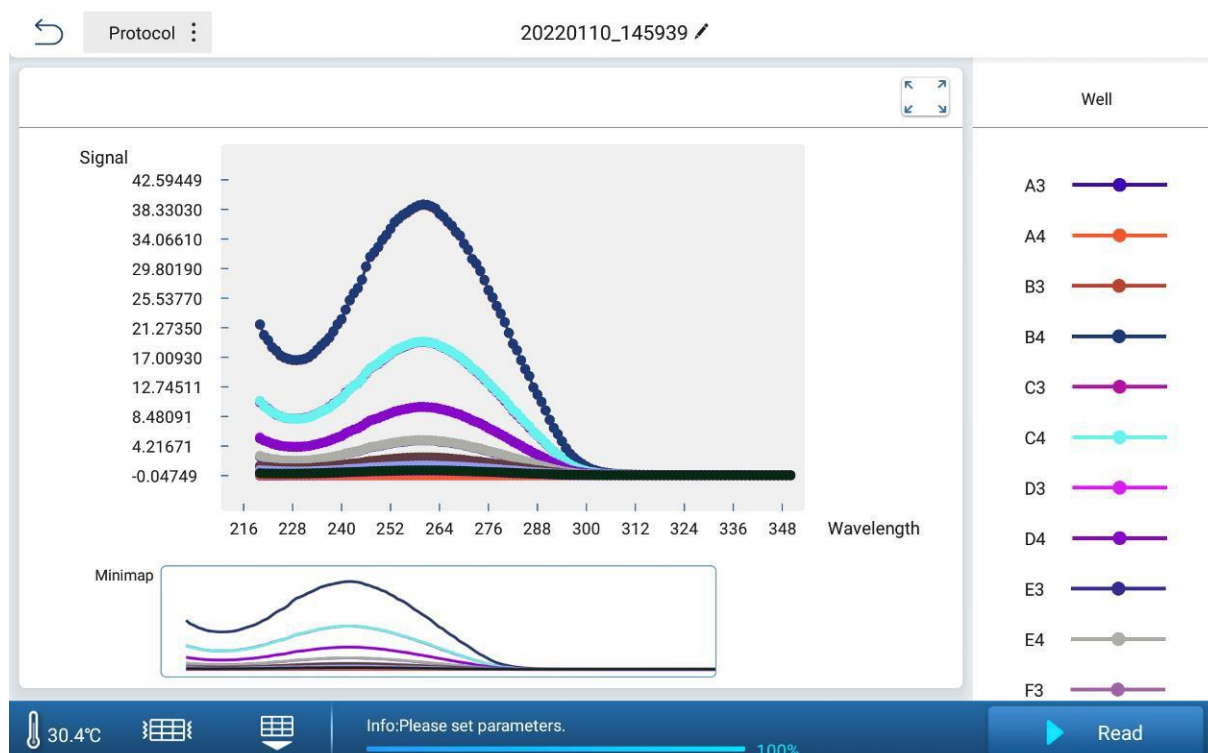 Protocol
20220110_145939
Well
Signal
42.59449
38.33030
34.06610
29.80190
25.53770
21.27350
17.00930
12.74511
8.48091
4.21671
-0.04749
216 228 240 252 264 276 288 300 312 324 336 348 Wavelength
Minimap
A3
A4
B3
B4
C3
C4
D3
D4
E3
E4
F3
30.4℃
Info:Please set parameters.
100%
Read